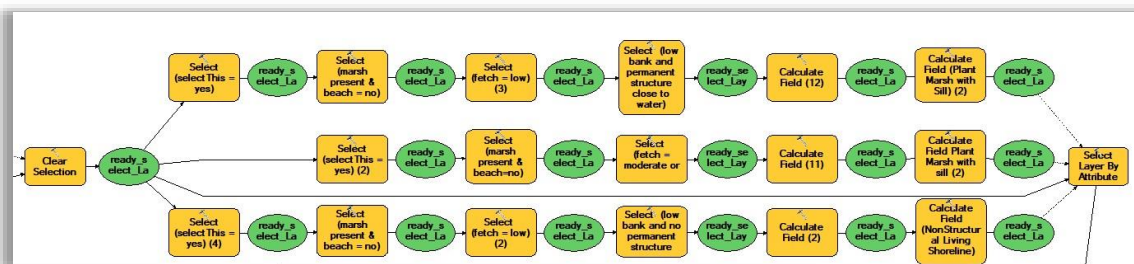 Select
(selectThis =
yes)
ready_s
elect_La
Select
(marsh
present &
beach = no)
ready_s
elect_La
Select
(fetch = low)
(3)
ready_s
elect_La
Select (low
bank and
permanent
structure
close to
water)
ready_se
lect_Lay
Calculate
Field (12)
ready_s
elect_La
Calculate
Field (Plant
Marsh with
Sill) (2)
ready_s
elect_La
Clear
Selection
ready_s
elect_La
Select
(selectThis =
yes) (2)
ready_s
elect_La
Select
(marsh
present &
beach=no)
ready_s
elect_La
Select
(fetch =
moderate or
ready_se
lect_Lay
Calculate
Field (11)
ready_s
elect_La
Calculate
Field Plant
Marsh with
sill (2)
ready_s
elect_La
Select
Layer By
Attribute
Select
(selectThis =
yes) (4)
ready_s
elect_La
Select
(marsh
present &
beach = no)
ready_s
elect_La
Select
(fetch = low)
(2)
ready_s
elect_La
Select (low
bank and no
permanent
structure
ready_se
lect_Lay
Calculate
Field (2)
ready_s
elect_La
Calculate
Field
(NonStructur
al Living
Shoreline)
ready_s
elect_La